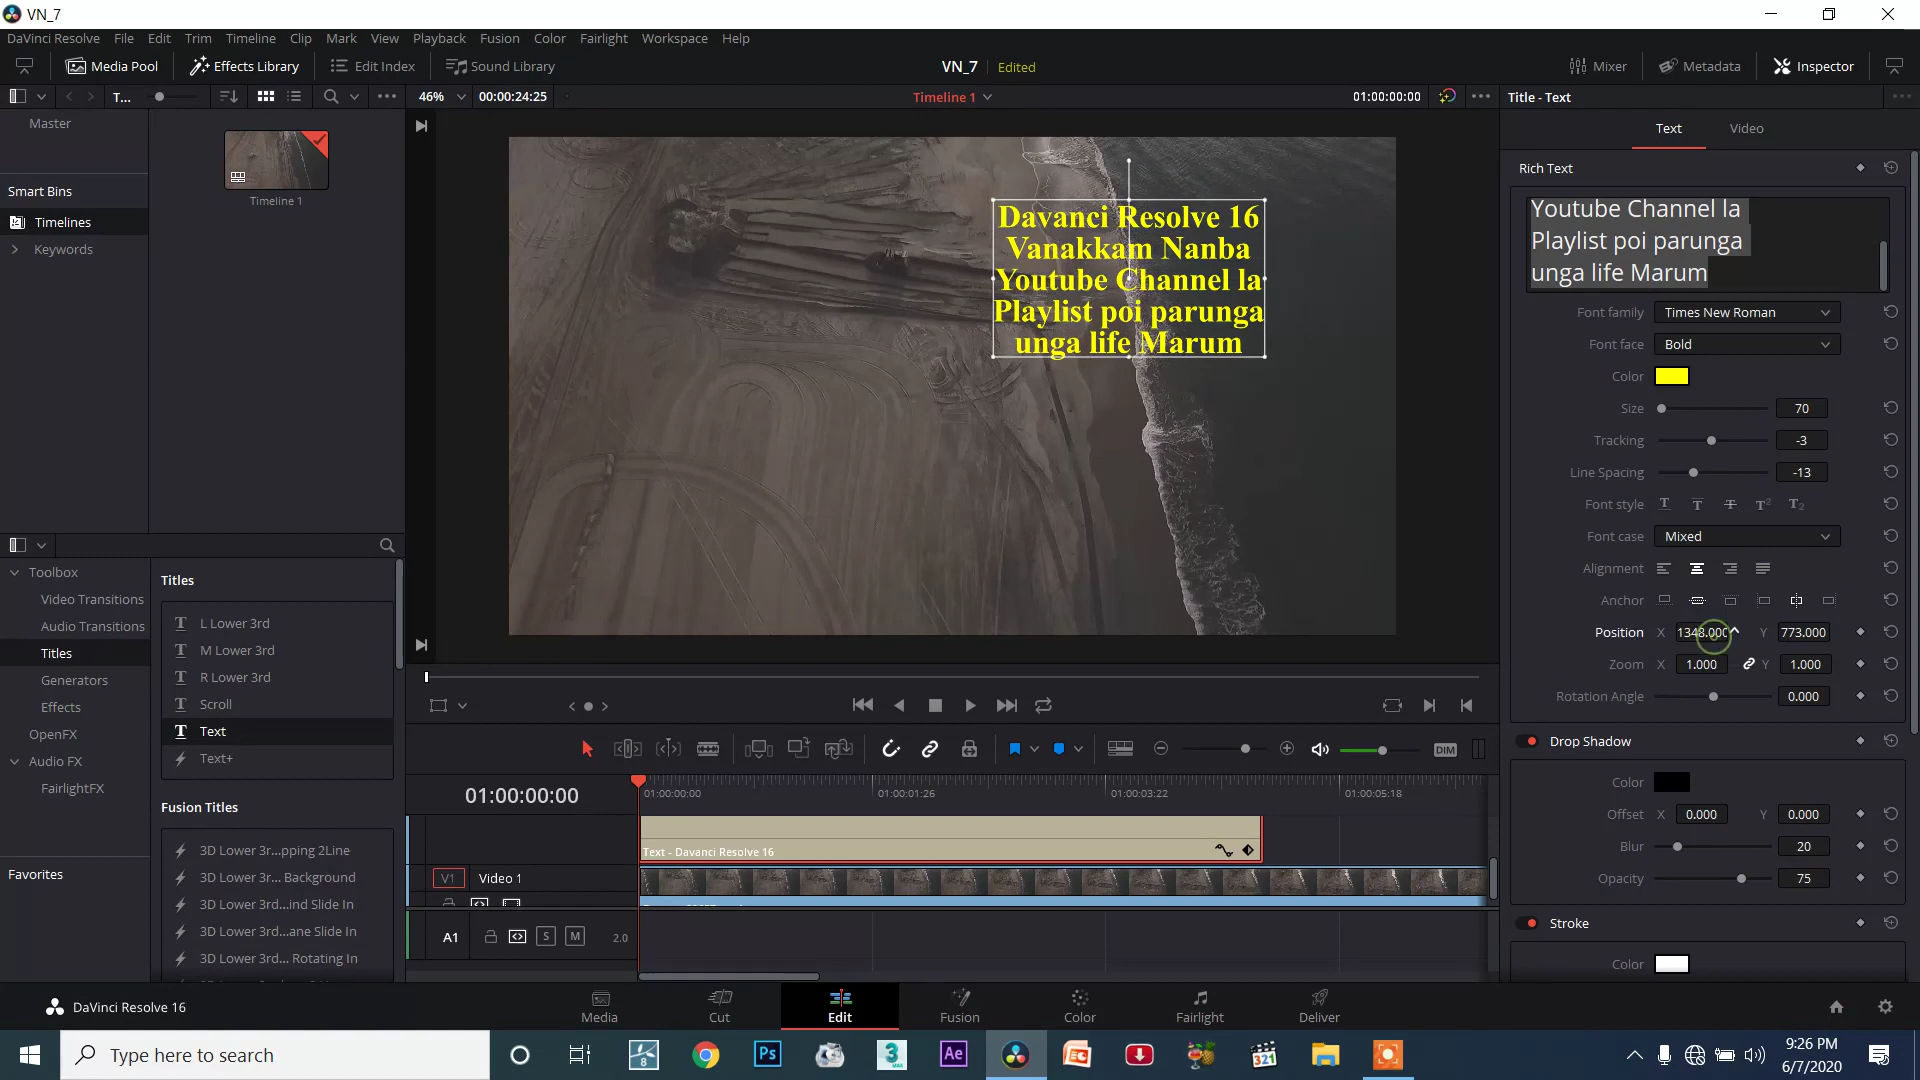 VN_7
DaVinci Resolve File Edit Trim Timeline Clip Mark View Playback Fusion Color Fairlight Workspace Help
Media Pool Effects Library Edit Index Sound Library VN_7 Edited Mixer Metadata Inspector
T... 46% 00:00:24:25 Timeline 1 01:00:00:00 Title - Text
Master
Smart Bins
Timelines
Keywords
Timeline 1
Davanci Resolve 16
Vanakkam Nanba
Youtube Channel la
Playlist poi parunga
unga life Marum
Text Video
Rich Text
Youtube Channel la
Playlist poi parunga
unga life Marum
Font family Times New Roman
Font face Bold
Color
Size 70
Tracking -3
Line Spacing -13
Font style T T T T2 T2
Font case Mixed
Alignment
Anchor
Position X 1348.000 Y 773.000
Zoom X 1.000 Y 1.000
Rotation Angle 0.000
Drop Shadow
Color
Offset X 0.000 Y 0.000
Blur 20
Opacity 75
Stroke
Color
Toolbox
Video Transitions
Audio Transitions
Titles
Generators
Effects
OpenFX
Audio FX
FairlightFX
Favorites
Titles
L Lower 3rd
M Lower 3rd
R Lower 3rd
Scroll
Text
Text+
Fusion Titles
3D Lower 3r...pping 2Line
3D Lower 3r... Background
3D Lower 3rd...ind Slide In
3D Lower 3rd...ane Slide In
3D Lower 3rd... Rotating In
DIM
01:00:00:00 01:00:00:00 01:00:01:26 01:00:03:22 01:00:05:18
Text - Davanci Resolve 16
V1 Video 1
A1 S M 2.0
DaVinci Resolve 16 Media Cut Edit Fusion Color Fairlight Deliver
Type here to search
8 Ps 3 MAX Ae 321
9:26 PM
6/7/2020